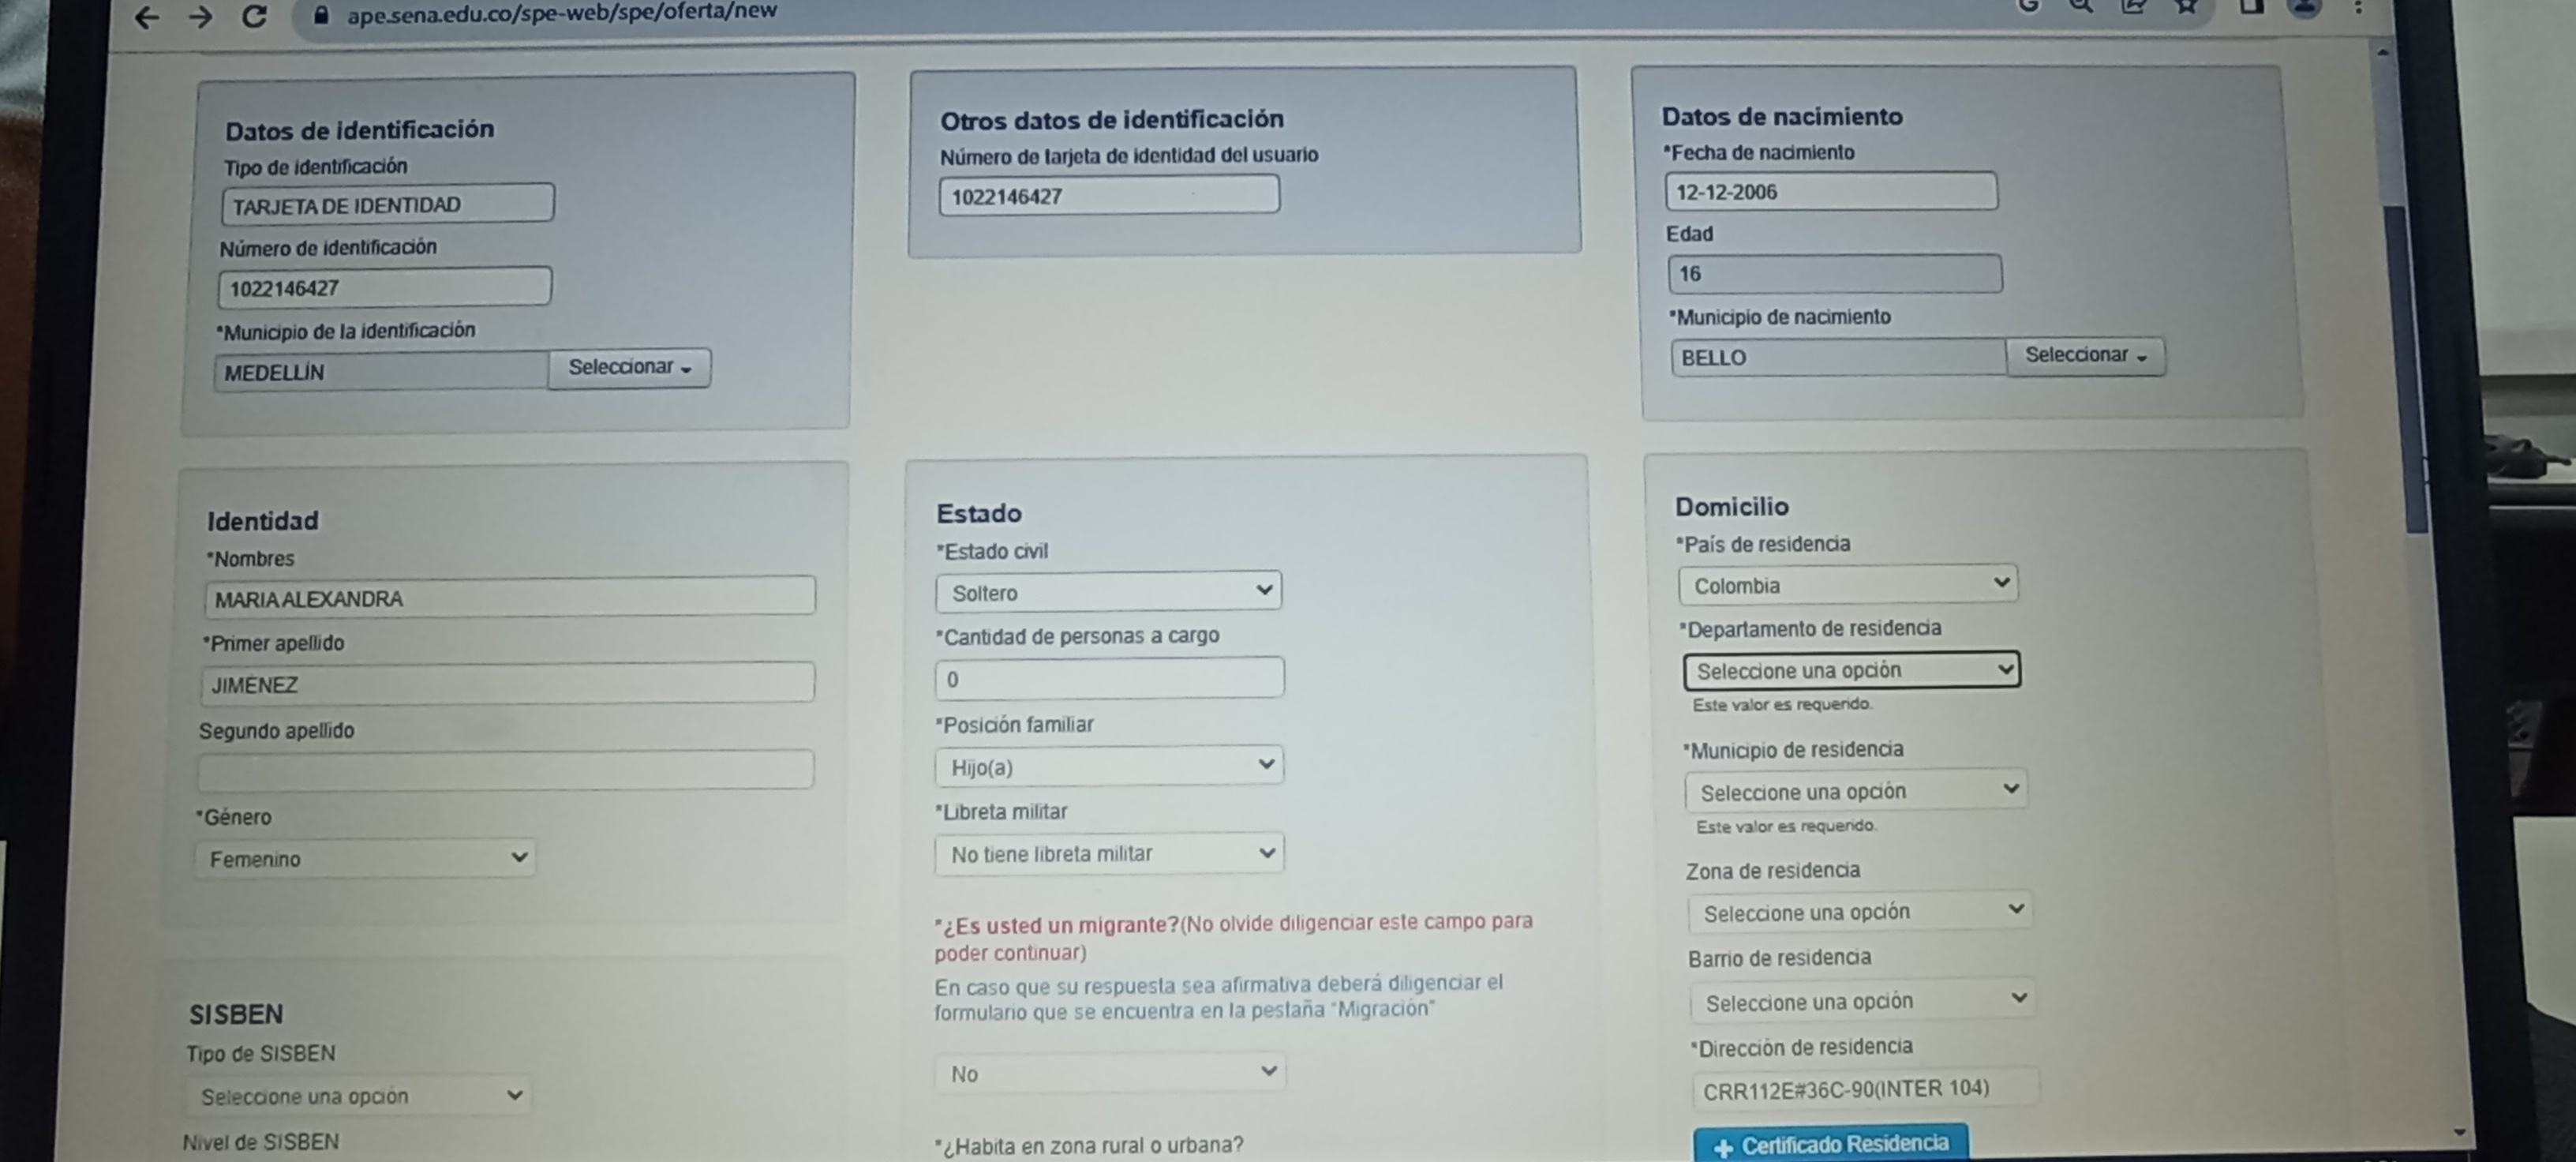 ape.sena.edu.co/spe-web/spe/oferta/new
Datos de identificación
Tipo de identificación
TARJETA DE IDENTIDAD
Número de identificación
1022146427
*Municipio de la identificación
MEDELLÍN
Seleccionar
Otros datos de identificación
Número de tarjeta de identidad del usuario
1022146427
Datos de nacimiento
*Fecha de nacimiento
12-12-2006
Edad
16
*Municipio de nacimiento
BELLO
Seleccionar
Identidad
*Nombres
MARIA ALEXANDRA
*Primer apellido
JIMÉNEZ
Segundo apellido
*Género
Femenino
SISBEN
Tipo de SISBEN
Seleccione una opción
Nivel de SISBEN
Estado
*Estado civil
Soltero
*Cantidad de personas a cargo
0
*Posición familiar
Hijo(a)
*Libreta militar
No tiene libreta militar
*¿Es usted un migrante?(No olvide diligenciar este campo para
poder continuar)
En caso que su respuesta sea afirmativa deberá diligenciar el
formulario que se encuentra en la pestaña "Migración"
No
*¿Habita en zona rural o urbana?
Domicilio
*País de residencia
Colombia
*Departamento de residencia
Seleccione una opción
Este valor es requerido.
*Municipio de residencia
Seleccione una opción
Este valor es requerido.
Zona de residencia
Seleccione una opción
Barrio de residencia
Seleccione una opción
*Dirección de residencia
CRR112E#36C-90(INTER 104)
+ Certificado Residencia